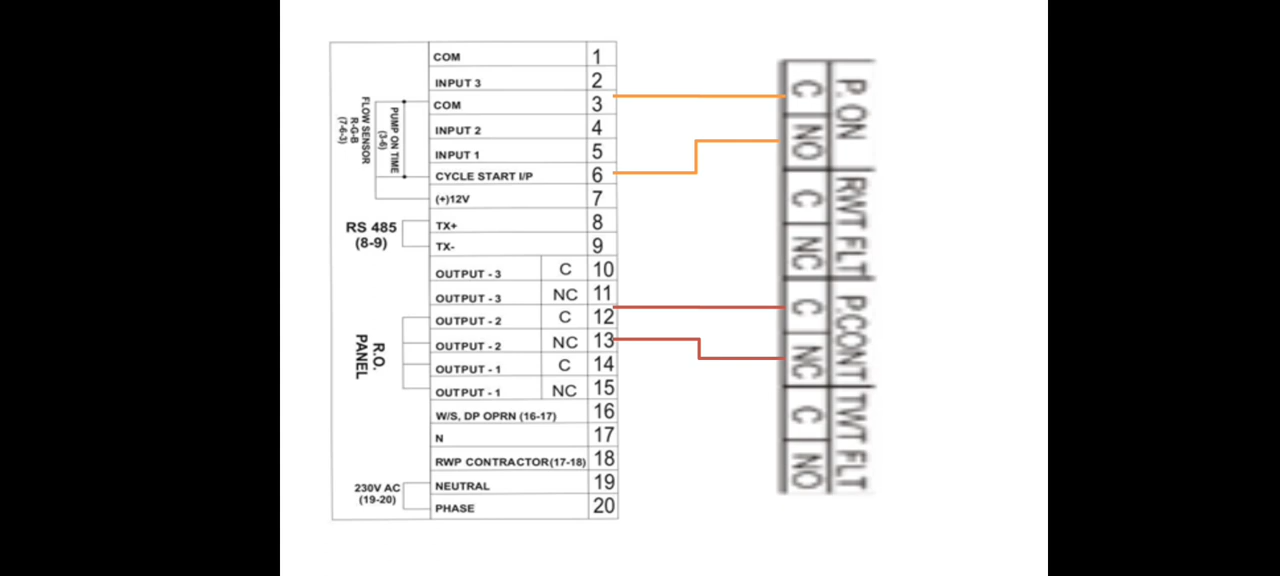 COM 1
INPUT 3 2
COM 3
INPUT 2 4
INPUT 1 5
CYCLE START I/P 6
(+)12V 7
TX+ 8
TX- 9
OUTPUT - 3 C 10
OUTPUT - 3 NC 11
OUTPUT - 2 C 12
OUTPUT - 2 NC 13
OUTPUT - 1 C 14
OUTPUT - 1 NC 15
W/S, DP OPRN (16-17) 16
N 17
RWP CONTRACTOR(17-18) 18
NEUTRAL 19
PHASE 20
PUMP ON TIME
(3-6)
FLOW SENSOR
R-G-B
(7-6-3)
RS 485
(8-9)
R.O.
PANEL
230V AC
(19-20)
P. ON
C
NO
RWT FLT
C
NC
P.CONT
C
NC
TWT FLT
C
NO